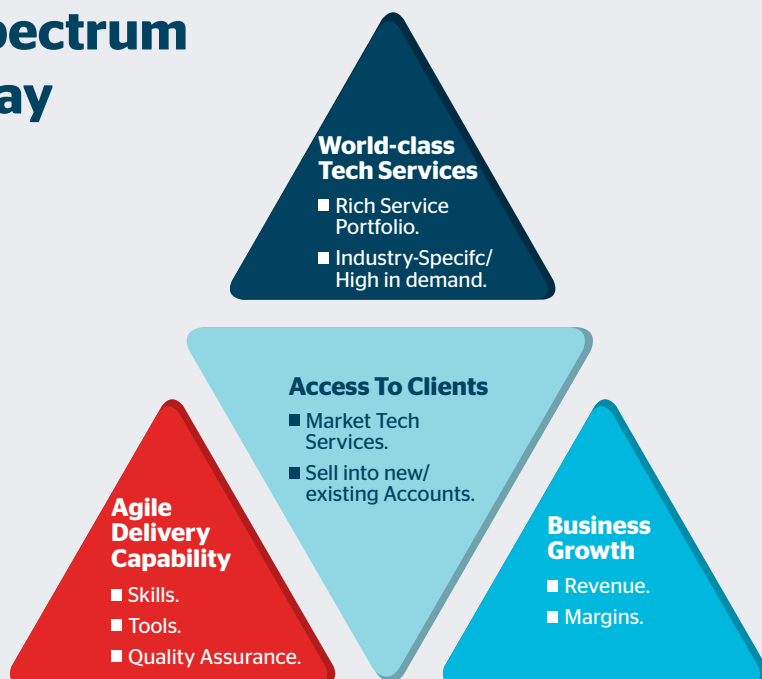 pectrum
ay
World-class
Tech Services
Rich Service
Portfolio.
Industry-Specifc/
High in demand.
Access To Clients
Market Tech
Services.
Sell into new/
existing Accounts.
Agile
Delivery
Capability
Skills.
Tools.
Quality Assurance.
Business
Growth
Revenue.
Margins.